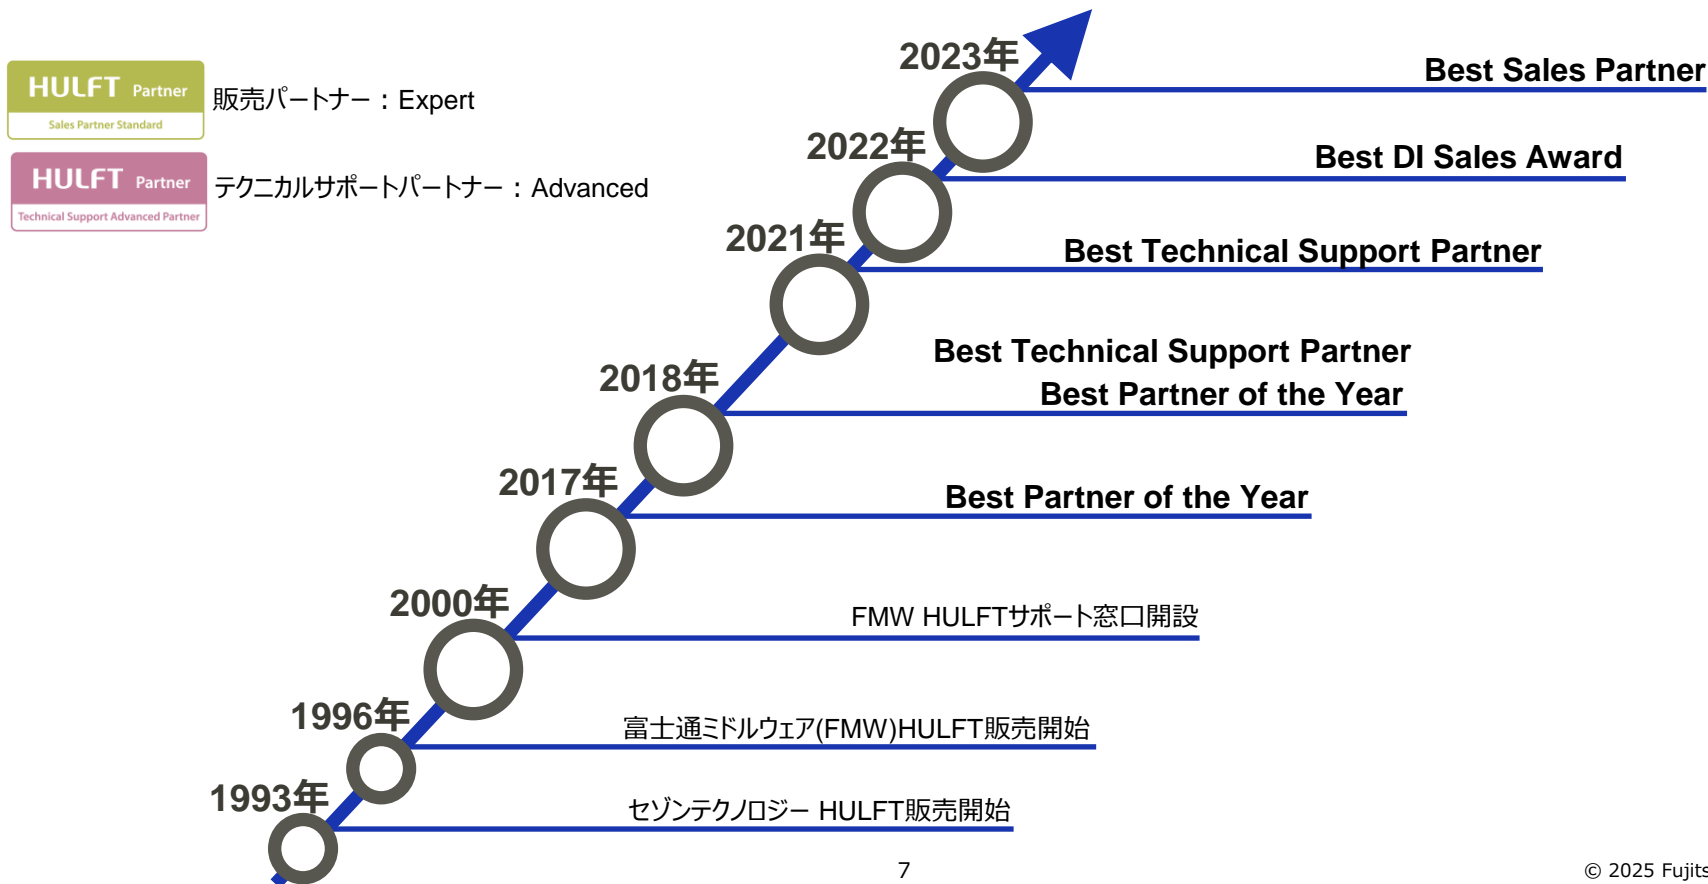 HULFT Partner
Sales Partner Standard
販売パートナー：Expert
HULFT Partner
Technical Support Advanced Partner
テクニカルサポートパートナー：Advanced
2023年
Best Sales Partner
2022年
Best DI Sales Award
2021年
Best Technical Support Partner
2018年
Best Technical Support Partner
Best Partner of the Year
2017年
Best Partner of the Year
2000年
FMW HULFTサポート窓口開設
1996年
富士通ミドルウェア(FMW)HULFT販売開始
1993年
セゾンテクノロジー HULFT販売開始
7
© 2025 Fujits